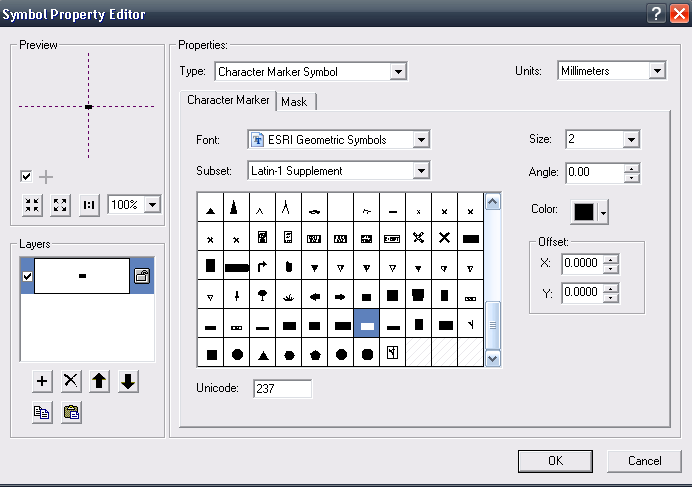 Symbol Property Editor
Preview
100%
Layers
Properties:
Type: Character Marker Symbol Units: Millimeters
Character Marker Mask
Font: ESRI Geometric Symbols Size: 2
Subset: Latin-1 Supplement Angle: 0.00
Color:
Offset:
X: 0.0000
Y: 0.0000
Unicode: 237
OK Cancel